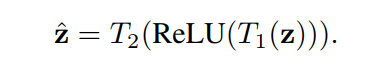 ẑ = T₂(ReLU(T₁(z))).